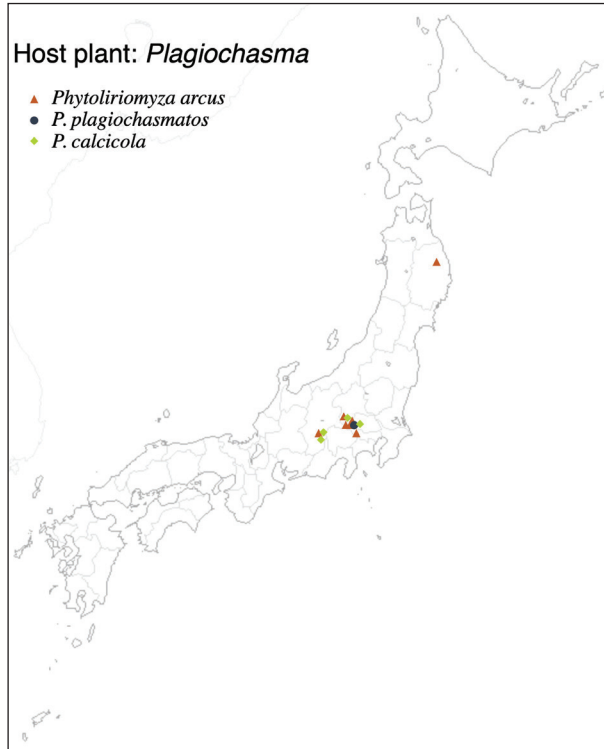 Host plant: Plagiochasma
Phytoliriomyza arcus
P. plagiochasmatos
P. calcicola